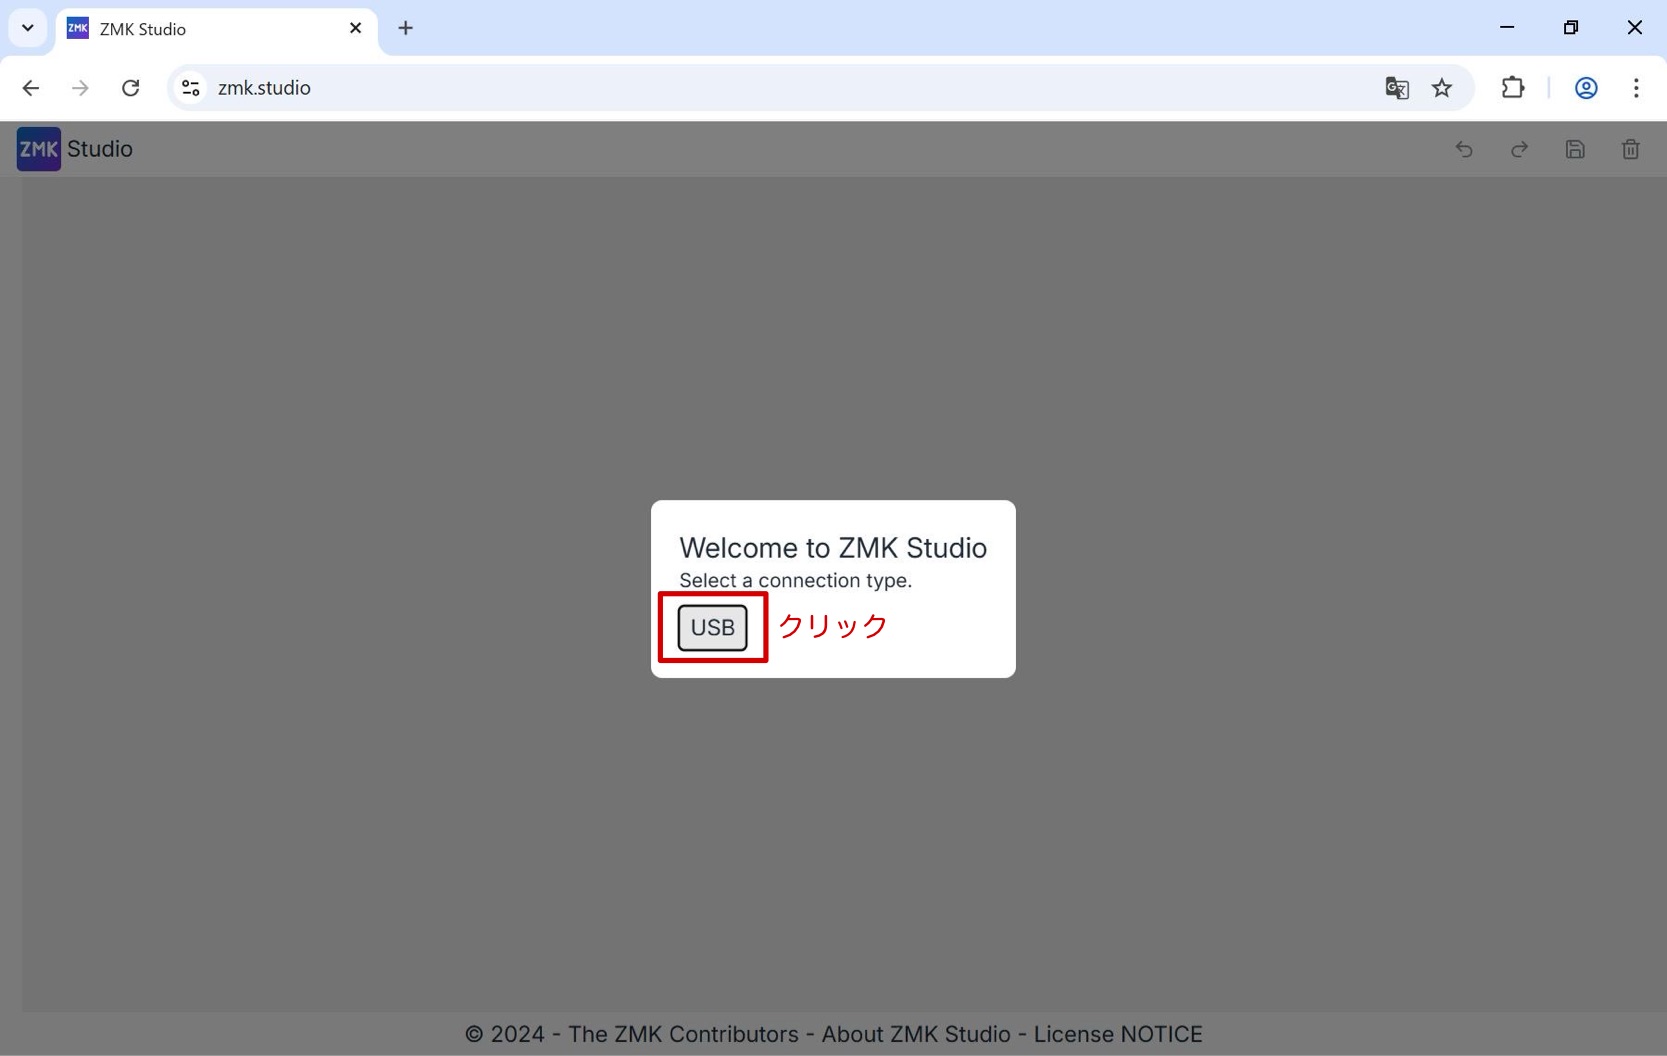 ZMK ZMK Studio
zmk.studio
ZMK Studio
Welcome to ZMK Studio
Select a connection type.
USB クリック
© 2024 - The ZMK Contributors - About ZMK Studio - License NOTICE